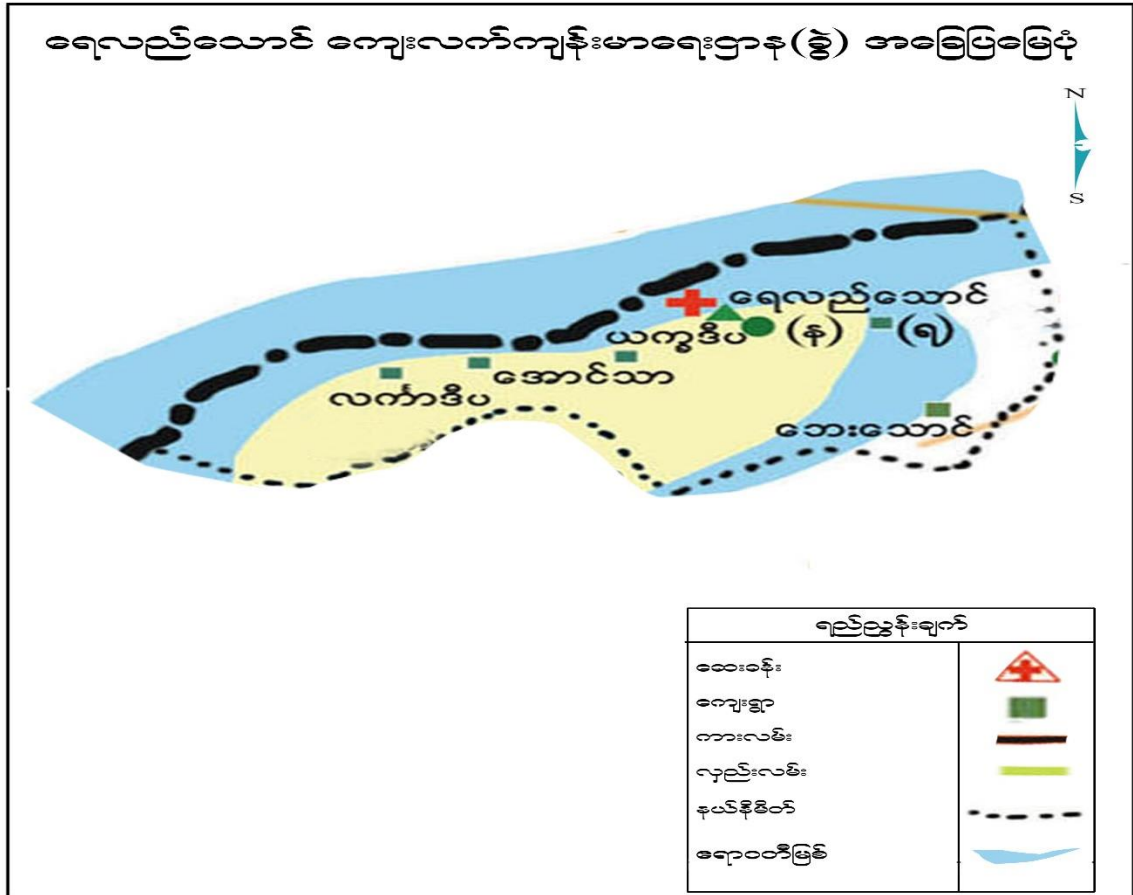 ရေလည်သောင် ကျေးလက်ကျန်းမာရေးဌာန(ခွဲ) အခြေပြမြေပုံ
N
S
ရေလည်သောင်
ယက္ခဒီပ (န) (ရ)
အောင်သာ
လင်္ကာဒီပ
ဘေးသောင်
ရည်ညွှန်းချက်
ဆေးခန်း
ကျေးရွာ
ကားလမ်း
လှည်းလမ်း
နယ်နိမိတ်
ဧရာဝတီမြစ်